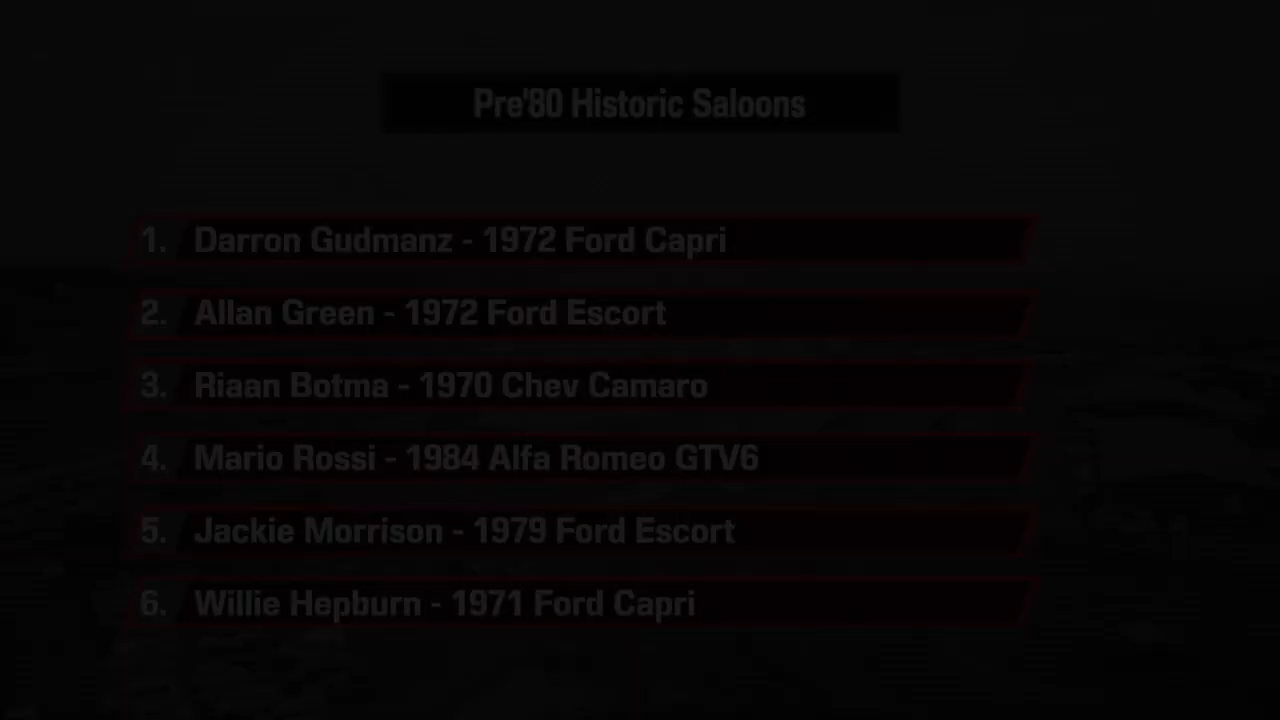 Pre'80 Historic Saloons
1. Darron Gudmanz - 1972 Ford Capri
2. Allan Green - 1972 Ford Escort
3. Riaan Botma - 1970 Chev Camaro
4. Mario Rossi - 1984 Alfa Romeo GTV6
5. Jackie Morrison - 1979 Ford Escort
6. Willie Hepburn - 1971 Ford Capri